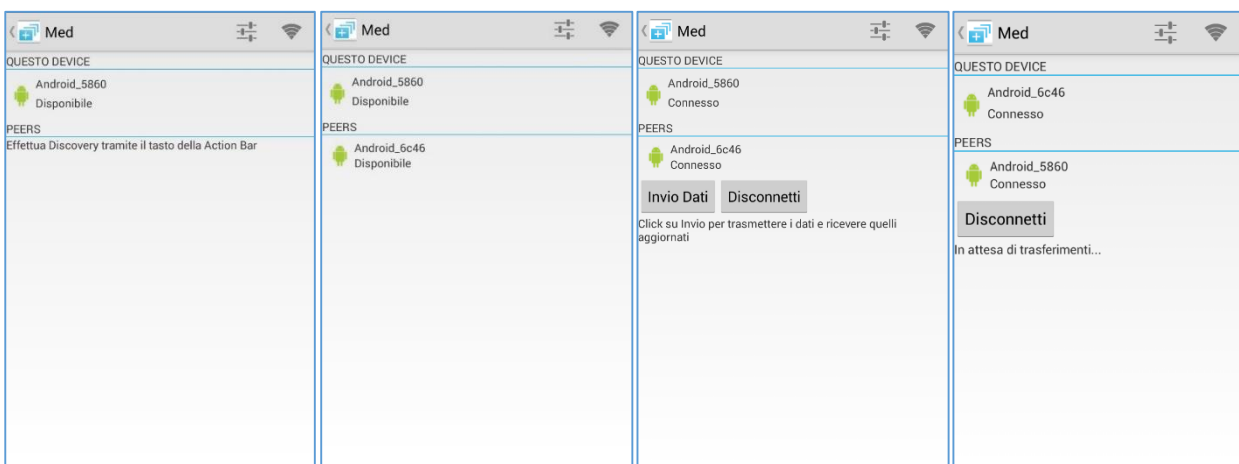 Med
QUESTO DEVICE
Android_5860
Disponibile
PEERS
Effettua Discovery tramite il tasto della Action Bar
Med
QUESTO DEVICE
Android_5860
Disponibile
PEERS
Android_6c46
Disponibile
Med
QUESTO DEVICE
Android_5860
Connesso
PEERS
Android_6c46
Connesso
Invio Dati Disconnetti
Click su Invio per trasmettere i dati e ricevere quelli
aggiornati
Med
QUESTO DEVICE
Android_6c46
Connesso
PEERS
Android_5860
Connesso
Disconnetti
In attesa di trasferimenti...